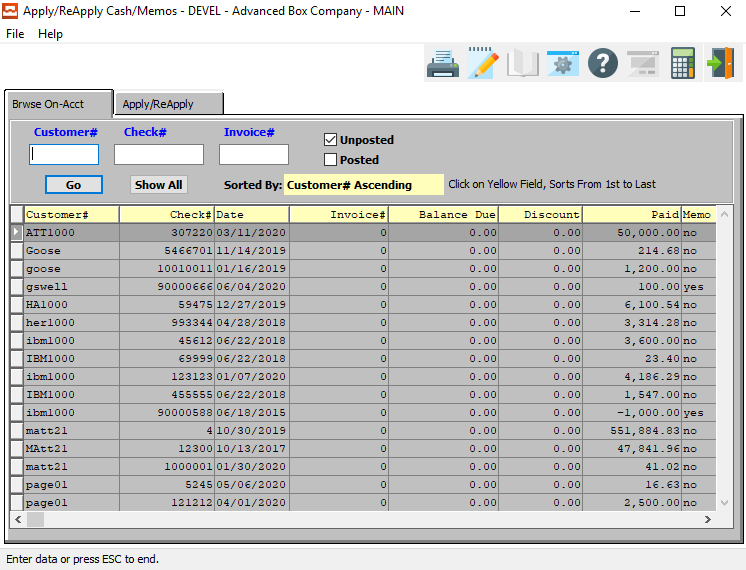 Apply/ReApply Cash/Memos - DEVEL - Advanced Box Company - MAIN
File Help
Brwse On-Acct Apply/ReApply
Customer# Check# Invoice#
Unposted
Posted
Go Show All Sorted By: Customer# Ascending Click on Yellow Field, Sorts From 1st to Last
Customer# Check# Date Invoice# Balance Due Discount Paid Memo
ATT1000 307220 03/11/2020 0 0.00 0.00 50,000.00 no
Goose 5466701 11/14/2019 0 0.00 0.00 214.68 no
goose 10010011 01/16/2019 0 0.00 0.00 1,200.00 no
gswell 90000666 06/04/2020 0 0.00 0.00 100.00 yes
HA1000 59475 12/27/2019 0 0.00 0.00 6,100.54 no
her1000 993344 04/28/2018 0 0.00 0.00 3,314.28 no
ibm1000 45612 06/22/2018 0 0.00 0.00 3,600.00 no
IBM1000 69999 06/22/2018 0 0.00 0.00 23.40 no
ibm1000 123123 01/07/2020 0 0.00 0.00 4,186.29 no
IBM1000 455555 06/22/2018 0 0.00 0.00 1,547.00 no
ibm1000 90000588 06/18/2015 0 0.00 0.00 -1,000.00 yes
matt21 4 10/30/2019 0 0.00 0.00 551,884.83 no
MAtt21 12300 10/13/2017 0 0.00 0.00 47,841.96 no
matt21 1000001 01/30/2020 0 0.00 0.00 41.02 no
page01 5245 05/06/2020 0 0.00 0.00 16.63 no
page01 121212 04/01/2020 0 0.00 0.00 2,500.00 no
Enter data or press ESC to end.